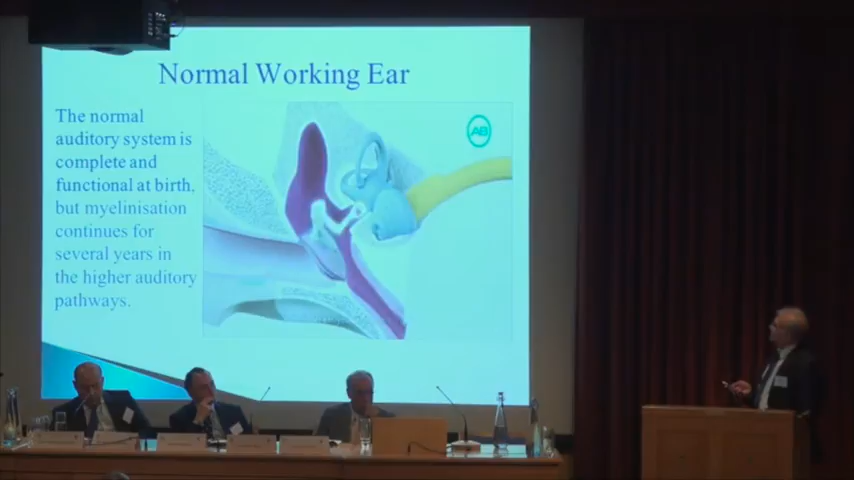 Normal Working Ear
The normal
auditory system is
complete and
functional at birth,
but myelinisation
continues for
several years in
the higher auditory
pathways.
AB